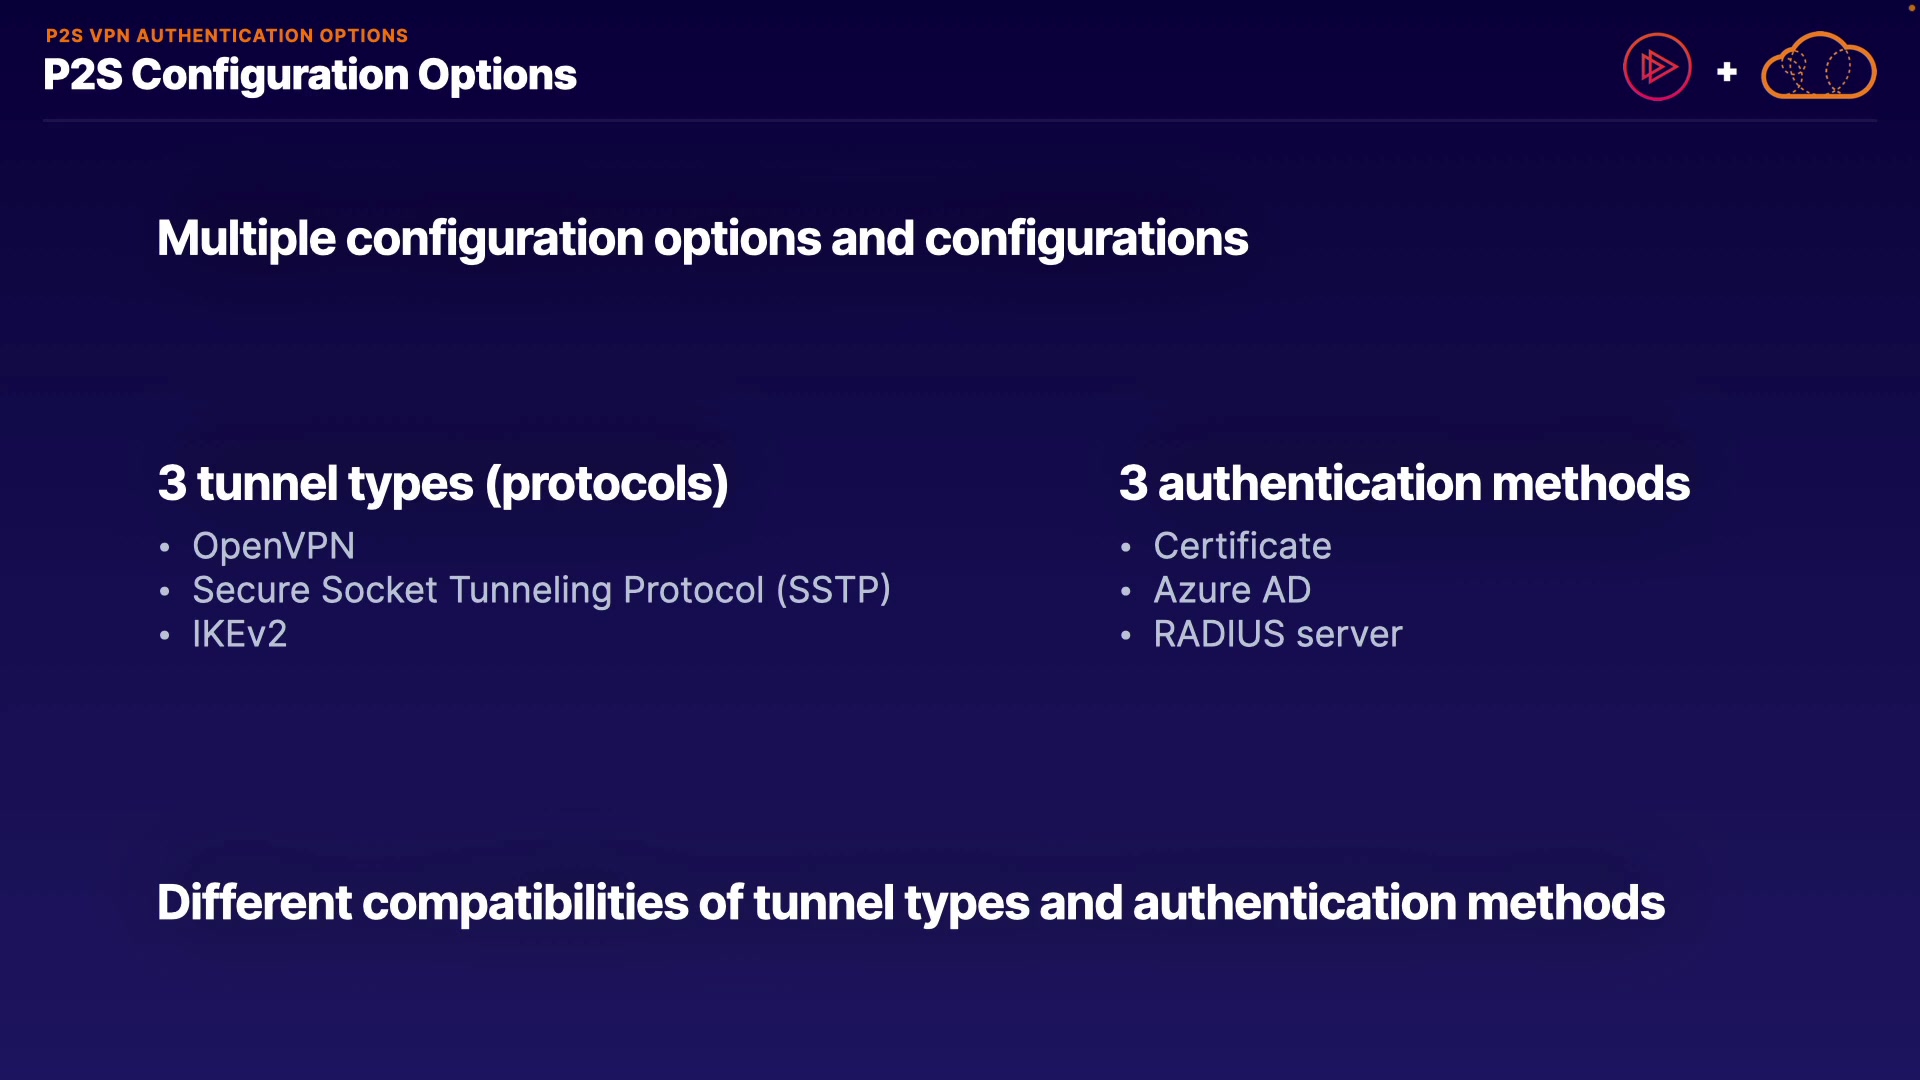 P2S VPN AUTHENTICATION OPTIONS
P2S Configuration Options
Multiple configuration options and configurations
3 tunnel types (protocols)
• OpenVPN
• Secure Socket Tunneling Protocol (SSTP)
• IKEv2
3 authentication methods
• Certificate
• Azure AD
• RADIUS server
Different compatibilities of tunnel types and authentication methods